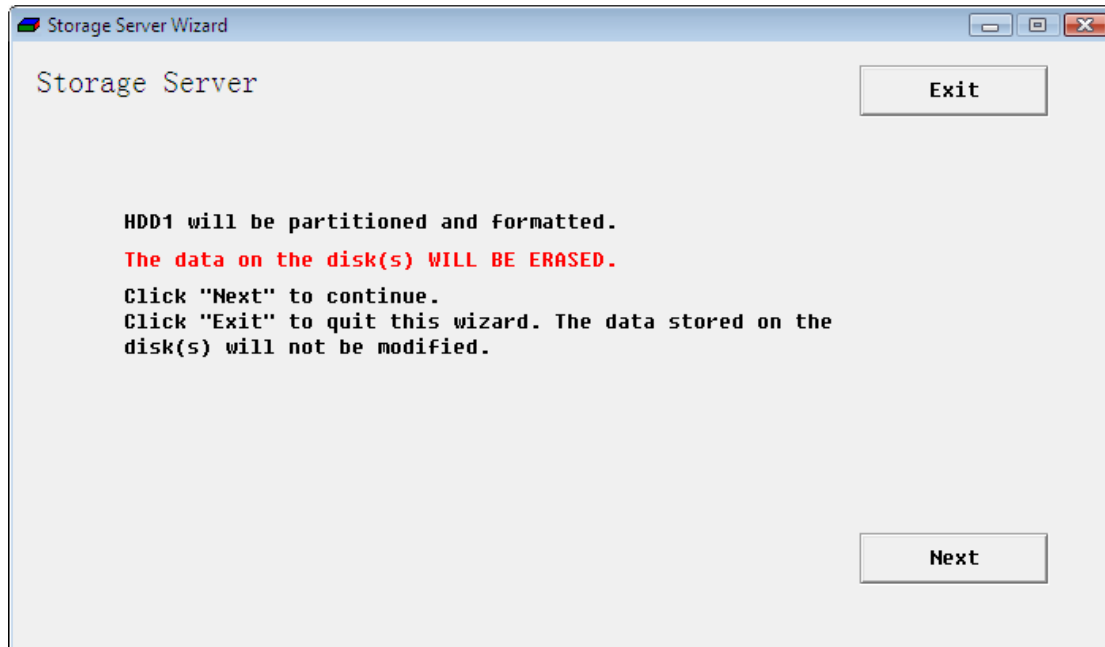 Storage Server Wizard
Storage Server
Exit
HDD1 will be partitioned and formatted.
The data on the disk(s) WILL BE ERASED.
Click "Next" to continue.
Click "Exit" to quit this wizard. The data stored on the
disk(s) will not be modified.
Next